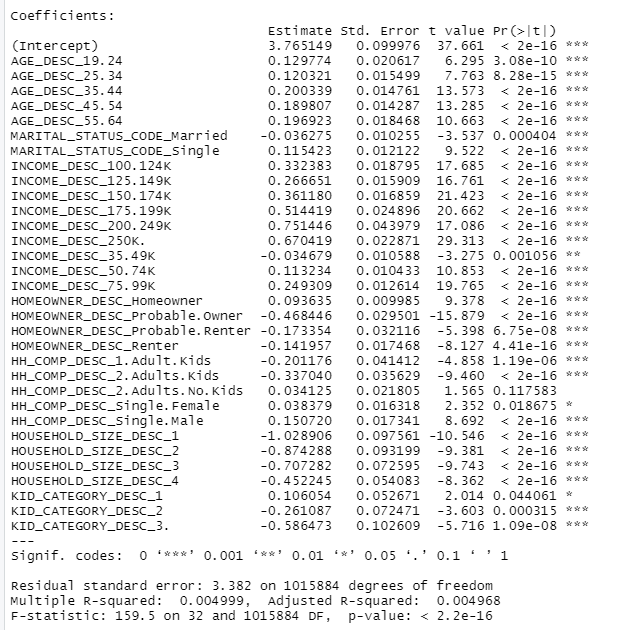 Coefficients:
Estimate Std. Error t value Pr(>|t|)
(Intercept) 3.765149 0.099976 37.661 < 2e-16 ***
AGE_DESC_19.24 0.129774 0.020617 6.295 3.08e-10 ***
AGE_DESC_25.34 0.120321 0.015499 7.763 8.28e-15 ***
AGE_DESC_35.44 0.200339 0.014761 13.573 < 2e-16 ***
AGE_DESC_45.54 0.189807 0.014287 13.285 < 2e-16 ***
AGE_DESC_55.64 0.196923 0.018468 10.663 < 2e-16 ***
MARITAL_STATUS_CODE_Married -0.036275 0.010255 -3.537 0.000404 ***
MARITAL_STATUS_CODE_Single 0.115423 0.012122 9.522 < 2e-16 ***
INCOME_DESC_100.124K 0.332383 0.018795 17.685 < 2e-16 ***
INCOME_DESC_125.149K 0.266651 0.015909 16.761 < 2e-16 ***
INCOME_DESC_150.174K 0.361180 0.016859 21.423 < 2e-16 ***
INCOME_DESC_175.199K 0.514419 0.024896 20.662 < 2e-16 ***
INCOME_DESC_200.249K 0.751446 0.043979 17.086 < 2e-16 ***
INCOME_DESC_250K. 0.670419 0.022871 29.313 < 2e-16 ***
INCOME_DESC_35.49K -0.034679 0.010588 -3.275 0.001056 **
INCOME_DESC_50.74K 0.113234 0.010433 10.853 < 2e-16 ***
INCOME_DESC_75.99K 0.249309 0.012614 19.765 < 2e-16 ***
HOMEOWNER_DESC_Homeowner 0.093635 0.009985 9.378 < 2e-16 ***
HOMEOWNER_DESC_Probable.Owner -0.468446 0.029501 -15.879 < 2e-16 ***
HOMEOWNER_DESC_Probable.Renter -0.173354 0.032116 -5.398 6.75e-08 ***
HOMEOWNER_DESC_Renter -0.141957 0.017468 -8.127 4.41e-16 ***
HH_COMP_DESC_1.Adult.Kids -0.201176 0.041412 -4.858 1.19e-06 ***
HH_COMP_DESC_2.Adults.Kids -0.337040 0.035629 -9.460 < 2e-16 ***
HH_COMP_DESC_2.Adults.No.Kids 0.034125 0.021805 1.565 0.117583
HH_COMP_DESC_Single.Female 0.038379 0.016318 2.352 0.018675 *
HH_COMP_DESC_Single.Male 0.150720 0.017341 8.692 < 2e-16 ***
HOUSEHOLD_SIZE_DESC_1 -1.028906 0.097561 -10.546 < 2e-16 ***
HOUSEHOLD_SIZE_DESC_2 -0.874288 0.093199 -9.381 < 2e-16 ***
HOUSEHOLD_SIZE_DESC_3 -0.707282 0.072595 -9.743 < 2e-16 ***
HOUSEHOLD_SIZE_DESC_4 -0.452245 0.054083 -8.362 < 2e-16 ***
KID_CATEGORY_DESC_1 0.106054 0.052671 2.014 0.044061 *
KID_CATEGORY_DESC_2 -0.261087 0.072471 -3.603 0.000315 ***
KID_CATEGORY_DESC_3. -0.586473 0.102609 -5.716 1.09e-08 ***
---
Signif. codes: 0 ‘***’ 0.001 ‘**’ 0.01 ‘*’ 0.05 ‘.’ 0.1 ‘ ’ 1
Residual standard error: 3.382 on 1015884 degrees of freedom
Multiple R-squared: 0.004999, Adjusted R-squared: 0.004968
F-statistic: 159.5 on 32 and 1015884 DF, p-value: < 2.2e-16